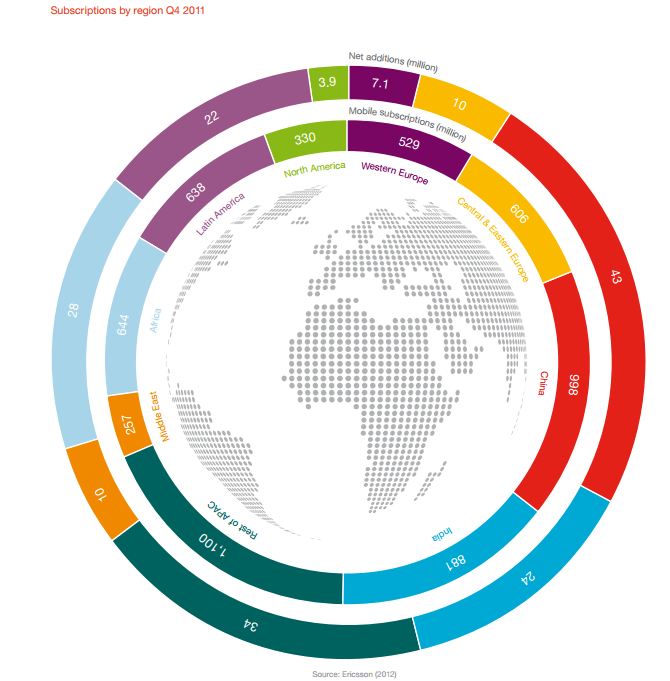 Subscriptions by region Q4 2011
Net additions (million)
3.9
7.1
10
43
24
34
10
28
22
Mobile subscriptions (million)
330
529
606
998
881
1,100
257
644
638
North America
Western Europe
Central & Eastern Europe
China
India
Rest of APAC
Middle East
Africa
Latin America
Source: Ericsson (2012)